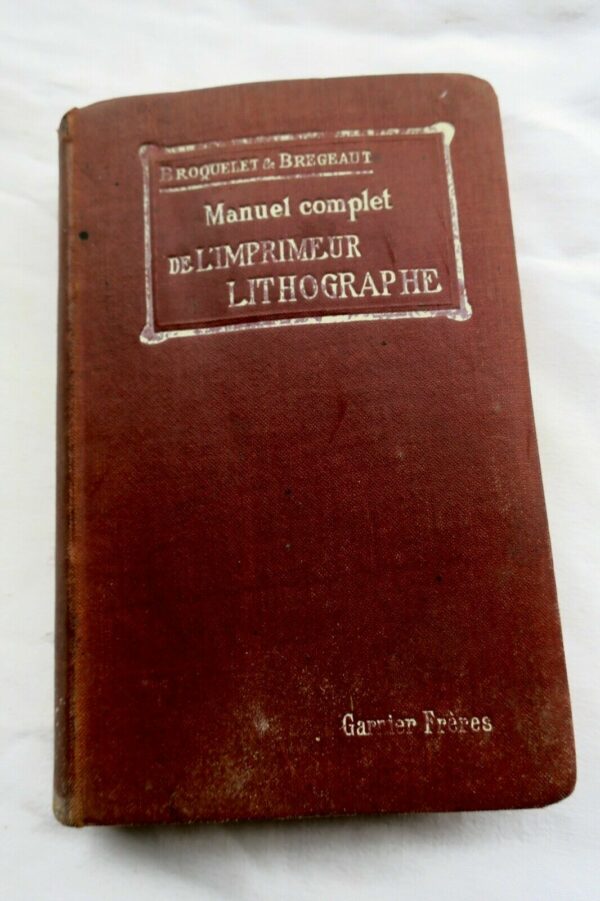 BROQUELET & BREGEAUT
Manuel complet
DE L'IMPRIMEUR
LITHOGRAPHE
Garnier Frères